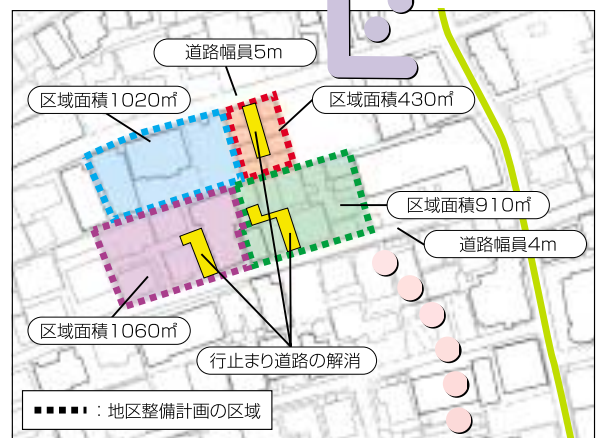 道路幅員5m
区域面積1020㎡
区域面積430㎡
区域面積910㎡
道路幅員4m
区域面積1060㎡
行止まり道路の解消
：地区整備計画の区域